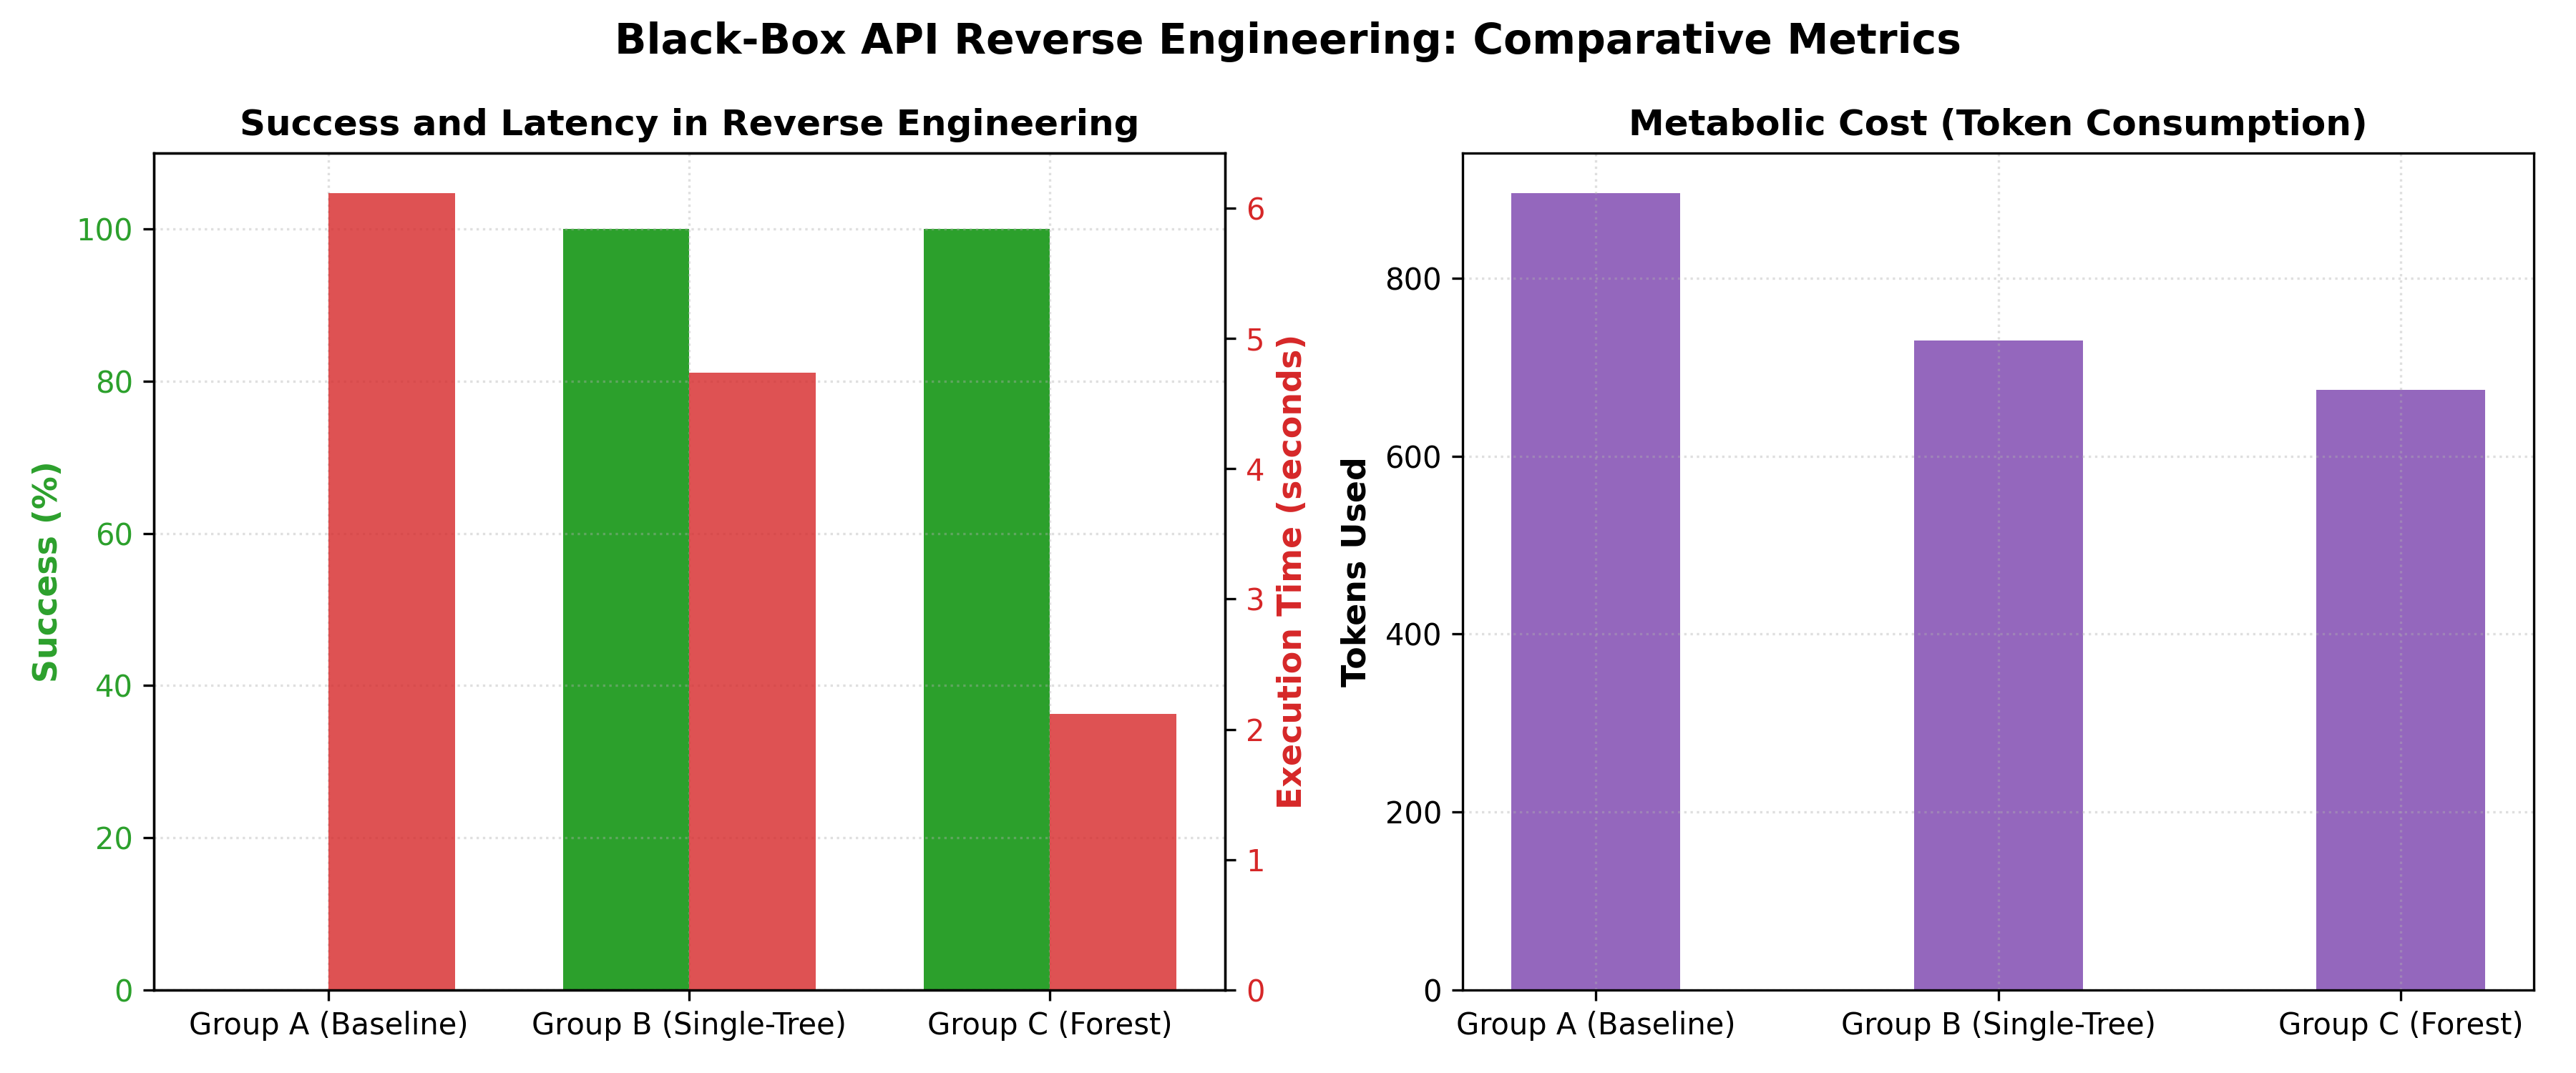 Black-Box API Reverse Engineering: Comparative Metrics
Success and Latency in Reverse Engineering
Success (%)
100
80
60
40
20
0
Group A (Baseline)
Group B (Single-Tree)
Group C (Forest)
6
5
4
3
2
1
0
Execution Time (seconds)
Metabolic Cost (Token Consumption)
Tokens Used
800
600
400
200
0
Group A (Baseline)
Group B (Single-Tree)
Group C (Forest)